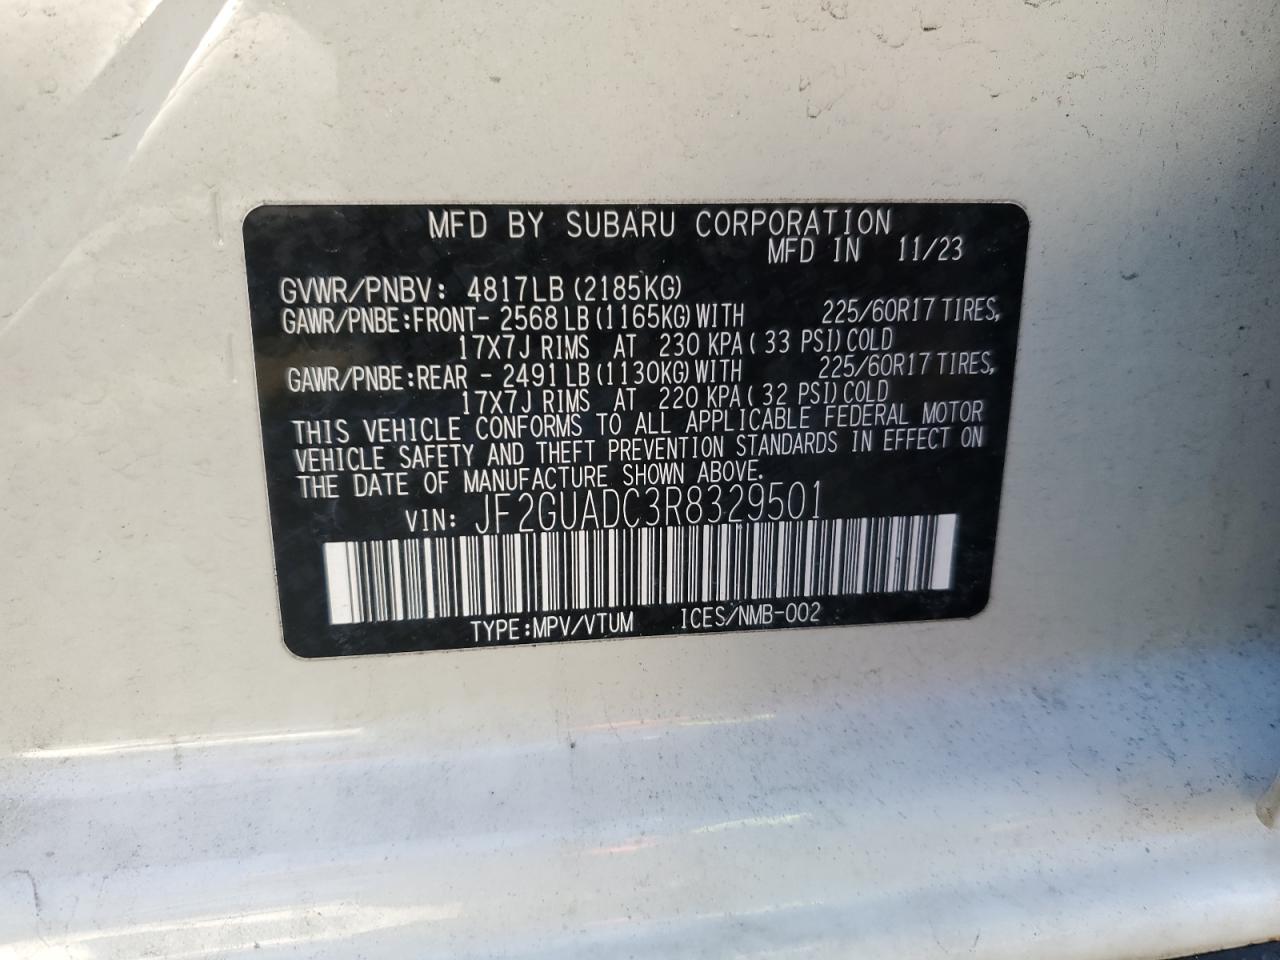 MFD BY SUBARU CORPORATION
MFD IN 11/23
GVWR/PNBV: 4817LB (2185KG)
GAWR/PNBE:FRONT- 2568 LB (1165KG) WITH 225/60R17 TIRES,
17X7J RIMS AT 230 KPA ( 33 PSI) COLD
GAWR/PNBE:REAR - 2491 LB (1130KG) WITH 225/60R17 TIRES,
17X7J RIMS AT 220 KPA ( 32 PSI) COLD
THIS VEHICLE CONFORMS TO ALL APPLICABLE FEDERAL MOTOR
VEHICLE SAFETY AND THEFT PREVENTION STANDARDS IN EFFECT ON
THE DATE OF MANUFACTURE SHOWN ABOVE.
VIN: JF2GUADC3R8329501
TYPE:MPV/VTUM ICES/NMB-002